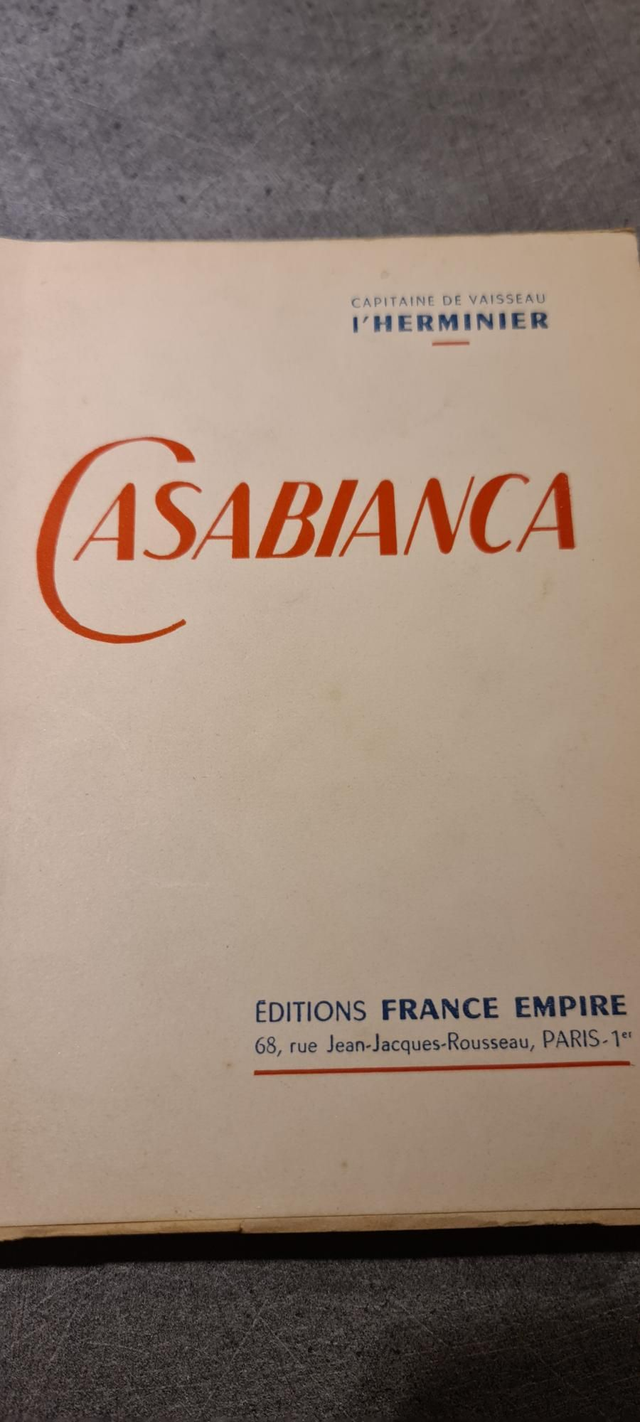 CAPITAINE DE VAISSEAU
l'HERMINIER
CASABIANCA
ÉDITIONS FRANCE EMPIRE
68, rue Jean-Jacques-Rousseau, PARIS-1er